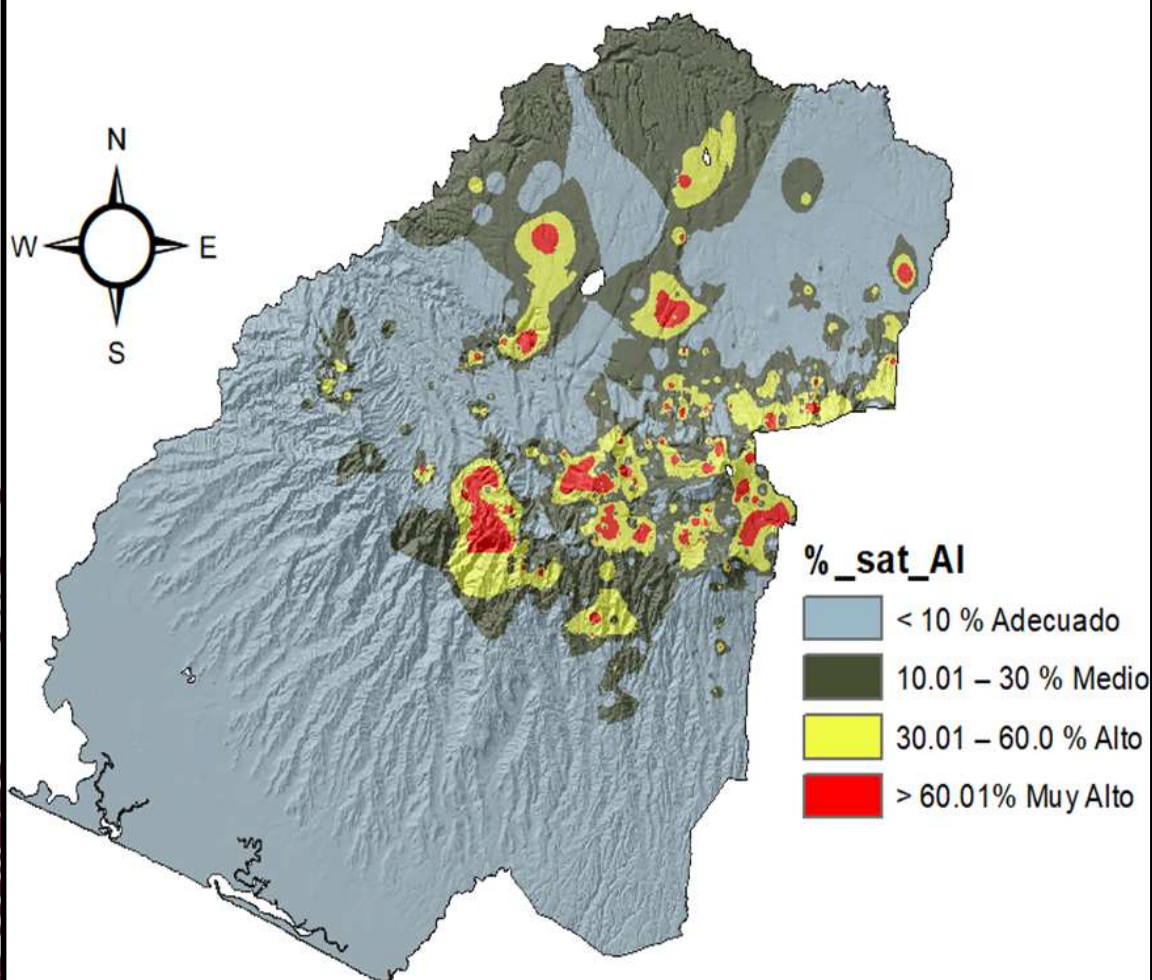 N
W E
S
%_sat_Al
< 10 % Adecuado
10.01 – 30 % Medio
30.01 – 60.0 % Alto
> 60.01% Muy Alto